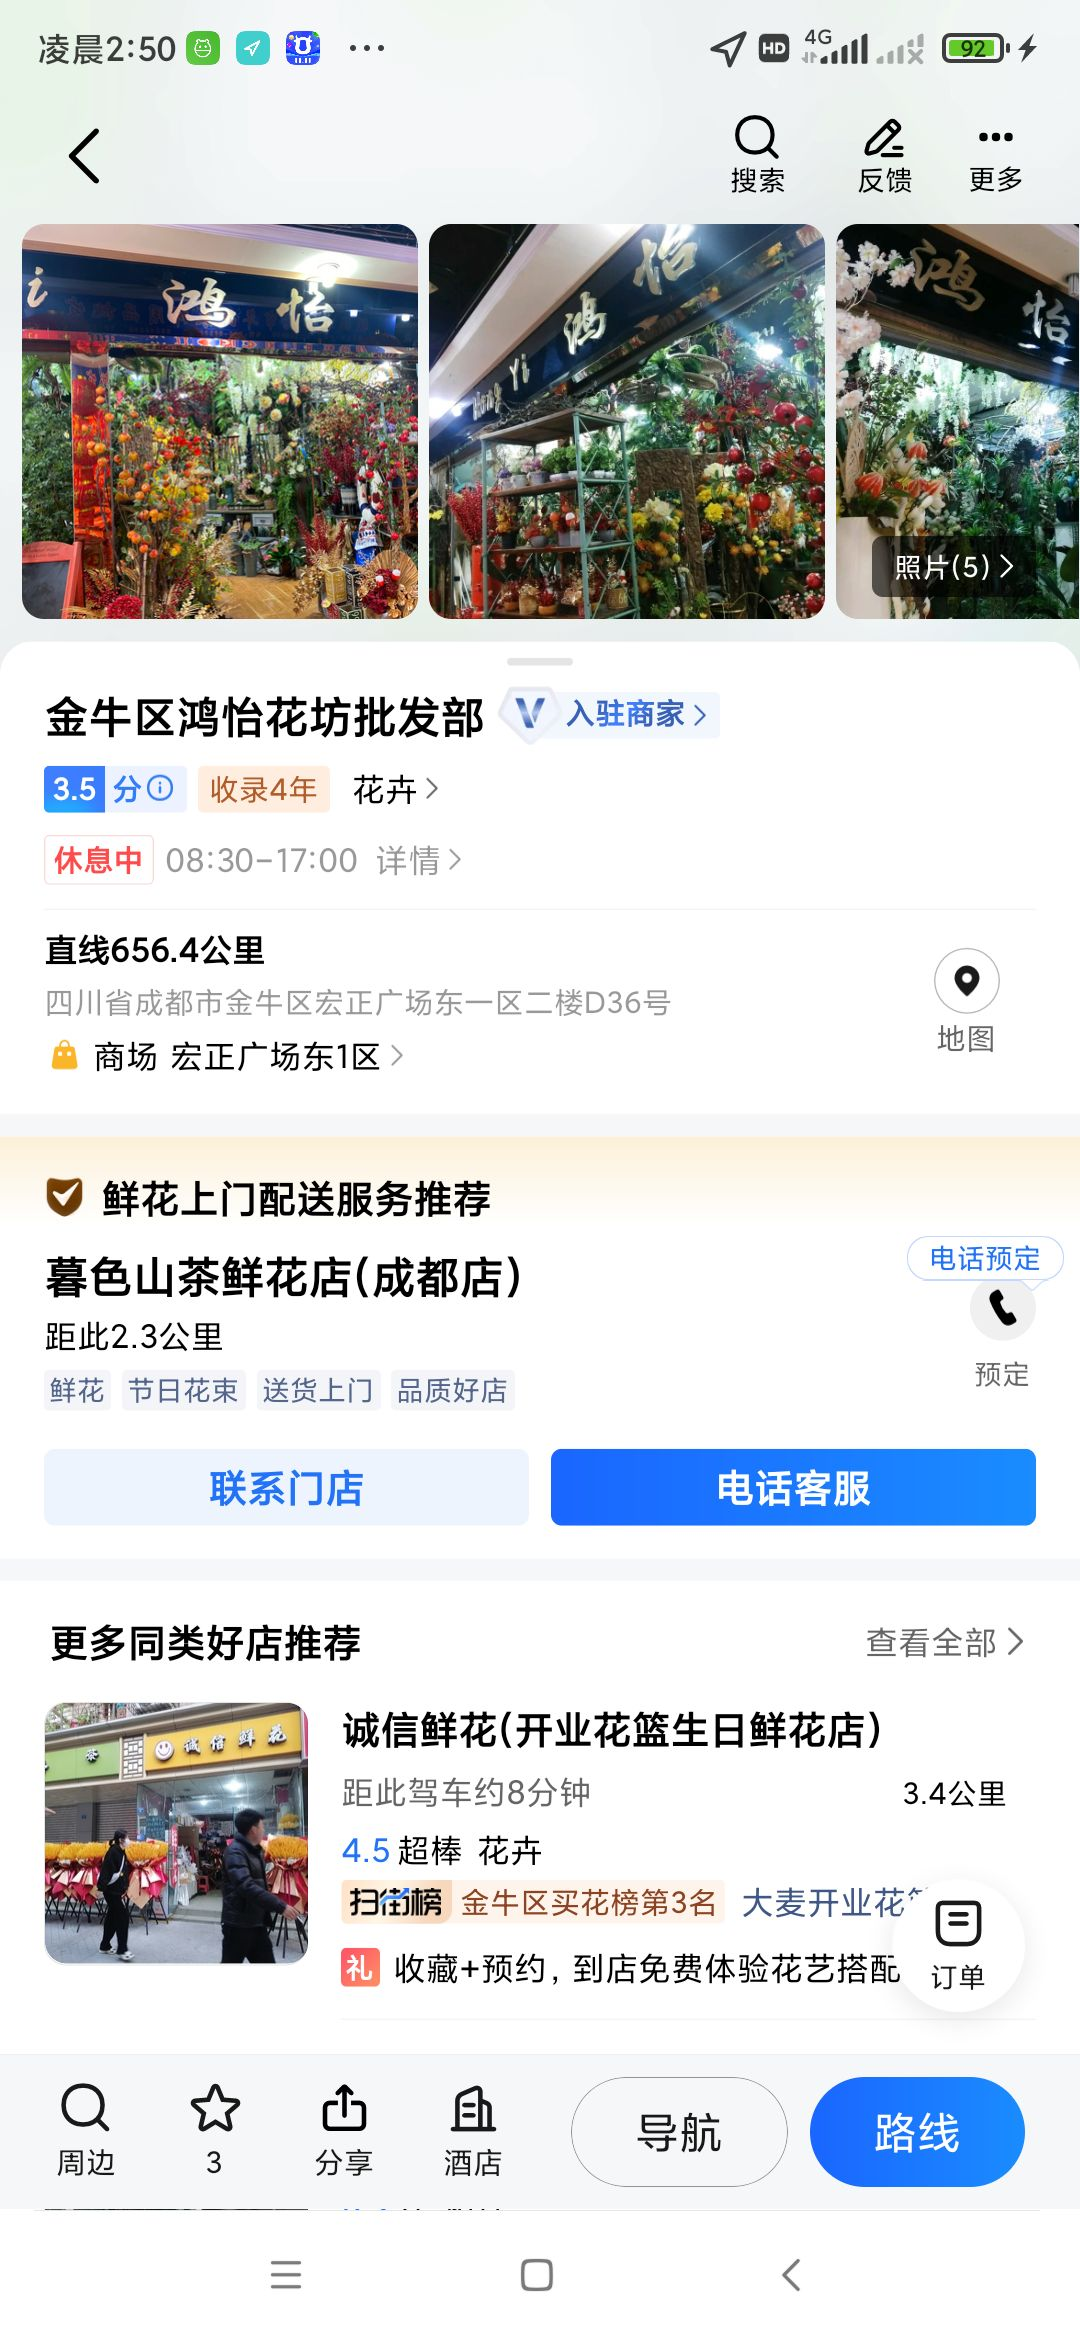 凌晨2:50
HD 4G 92
搜索 反馈 更多
i 鸿 怡
Hong Yi 鸿 怡
鸿 怡
照片(5)
金牛区鸿怡花坊批发部 V 入驻商家
3.5分 收录4年 花卉
休息中 08:30-17:00 详情
直线656.4公里
四川省成都市金牛区宏正广场东一区二楼D36号
地图
商场 宏正广场东1区
鲜花上门配送服务推荐
暮色山茶鲜花店(成都店)
电话预定
距此2.3公里
预定
鲜花 节日花束 送货上门 品质好店
联系门店 电话客服
更多同类好店推荐 查看全部
茶 诚信鲜花
诚信鲜花(开业花篮生日鲜花店)
距此驾车约8分钟 3.4公里
4.5 超棒 花卉
扫街榜 金牛区买花榜第3名 大麦开业花
礼 收藏+预约，到店免费体验花艺搭配
订单
周边 3 分享 酒店 导航 路线